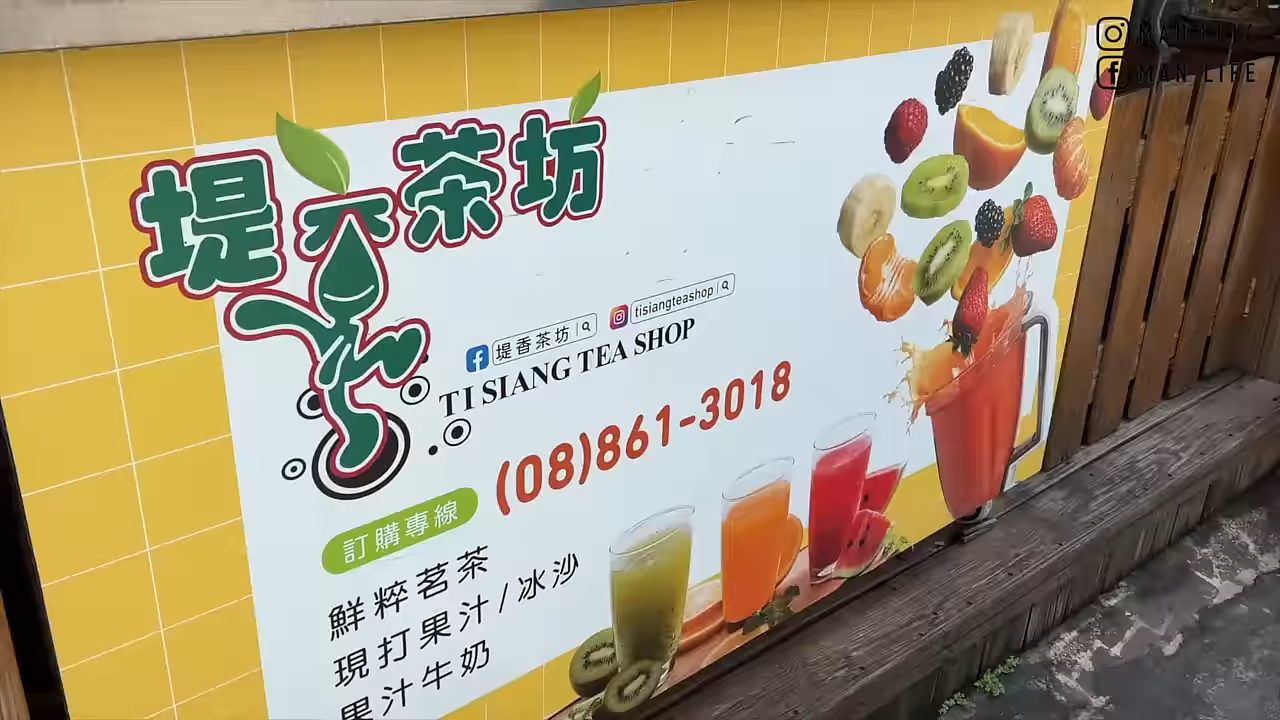 堤香茶坊
堤香茶坊
tisiangteashop
TI SIANG TEA SHOP
(08)861-3018
訂購專線
鮮粹茗茶
現打果汁/冰沙
果汁牛奶
MAN LIFE
MAN LIFE